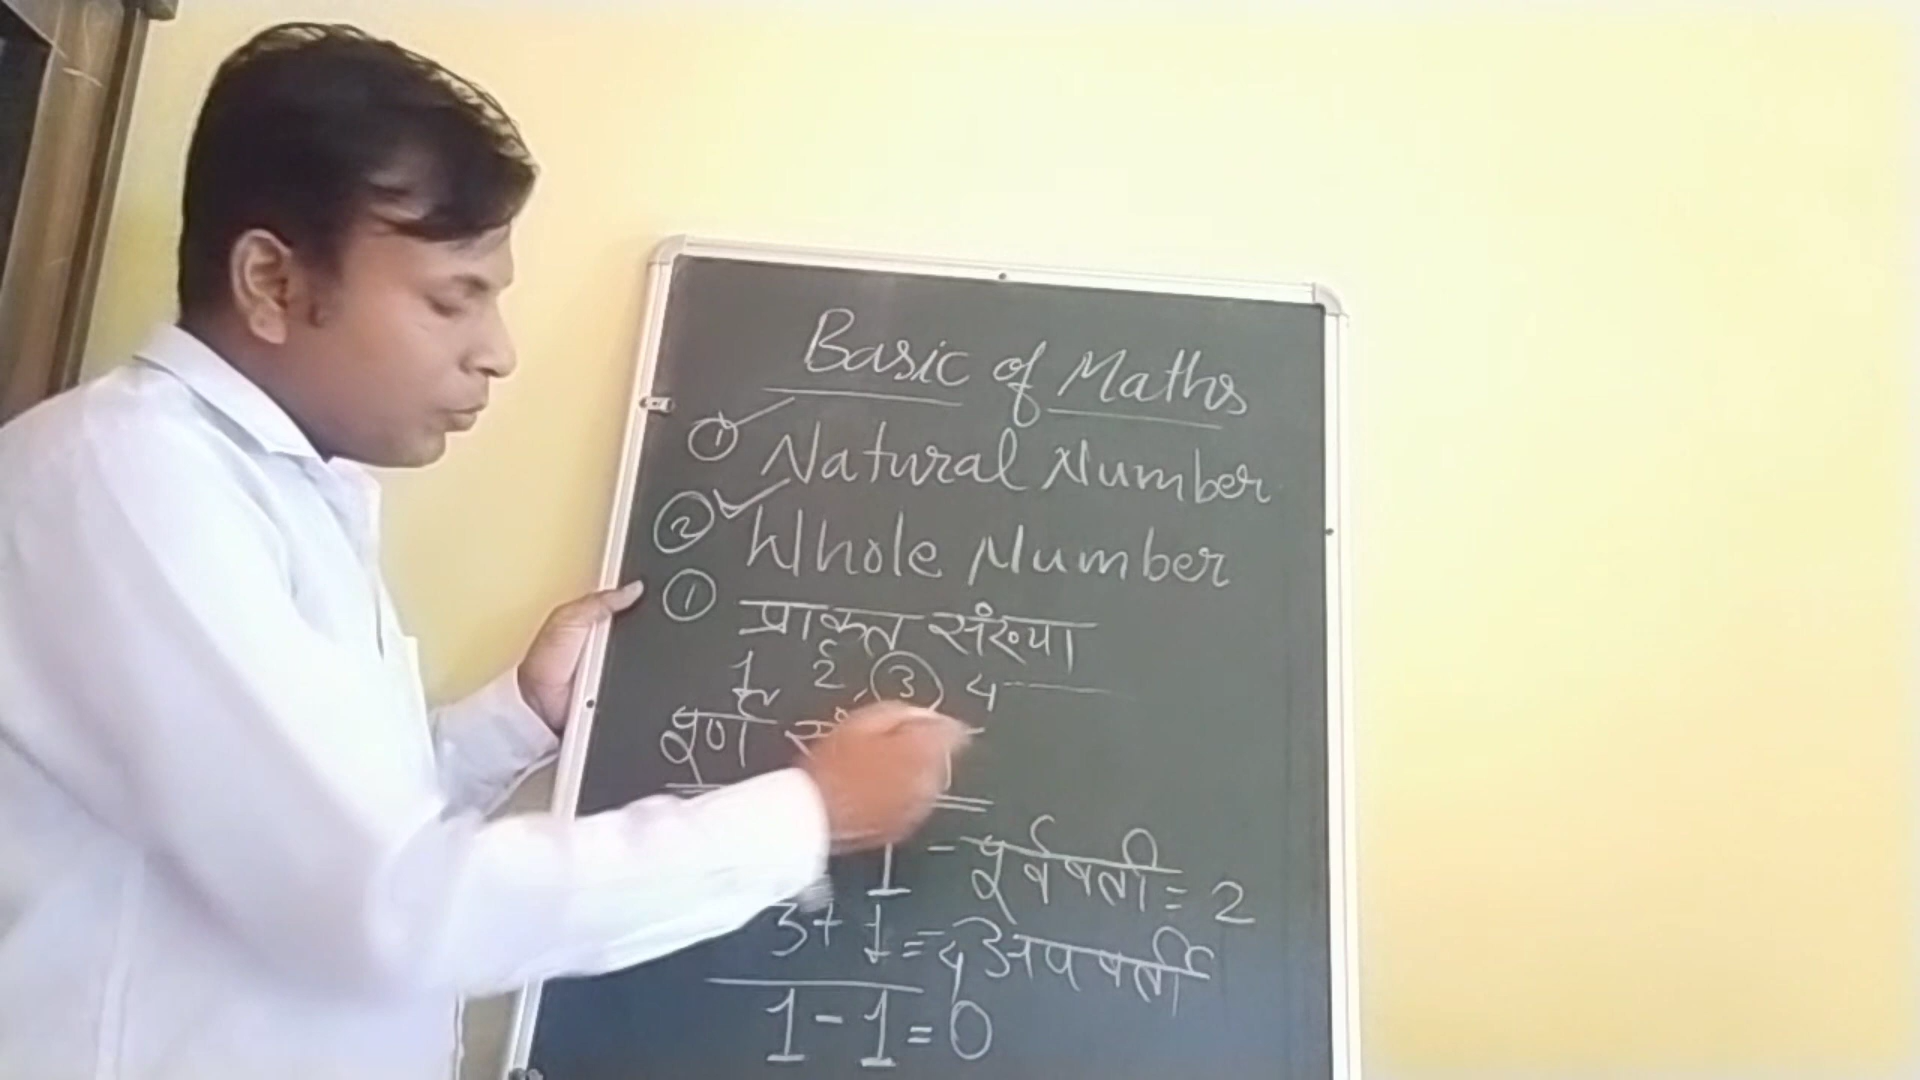 Basic of Maths
① Natural Number
② Whole Number
① प्राकृत संख्या
1, 2, 3 4
पूर्ण
1 - पूर्ववर्ती = 2
3 + 1 = 4 अपवर्ती
1 - 1 = 0